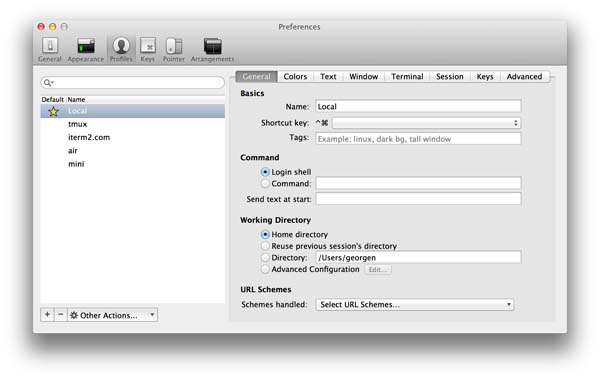 Preferences
General Appearance Profiles Keys Pointer Arrangements
Default Name
Local
tmux
iterm2.com
air
mini
+ − Other Actions...
General Colors Text Window Terminal Session Keys Advanced
Basics
Name: Local
Shortcut key: ^⌘
Tags: Example: linux, dark bg, tall window
Command
Login shell
Command:
Send text at start:
Working Directory
Home directory
Reuse previous session's directory
Directory: /Users/georgen
Advanced Configuration Edit...
URL Schemes
Schemes handled: Select URL Schemes...